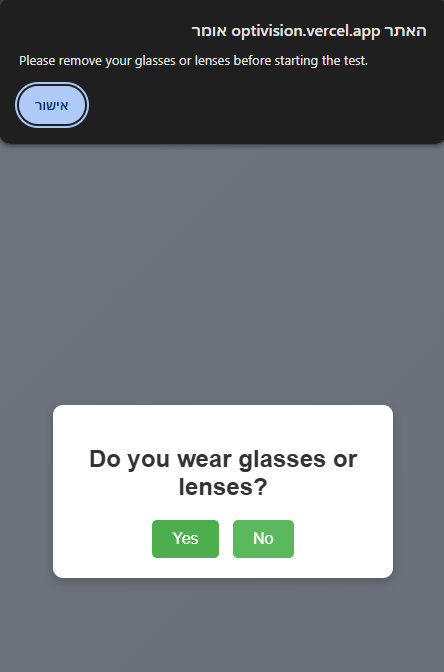 האתר optivision.vercel.app אומר
Please remove your glasses or lenses before starting the test.
אישור
Do you wear glasses or
lenses?
Yes
No